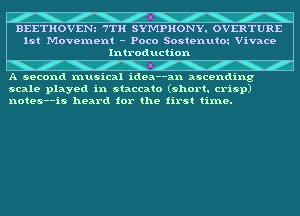 BEETHOVEN: 7TH SYMPHONY, OVERTURE
1st Movement - Poco Sostenuto; Vivace
Introduction
A second musical idea--an ascending
scale played in staccato (short, crisp)
notes--is heard for the first time.